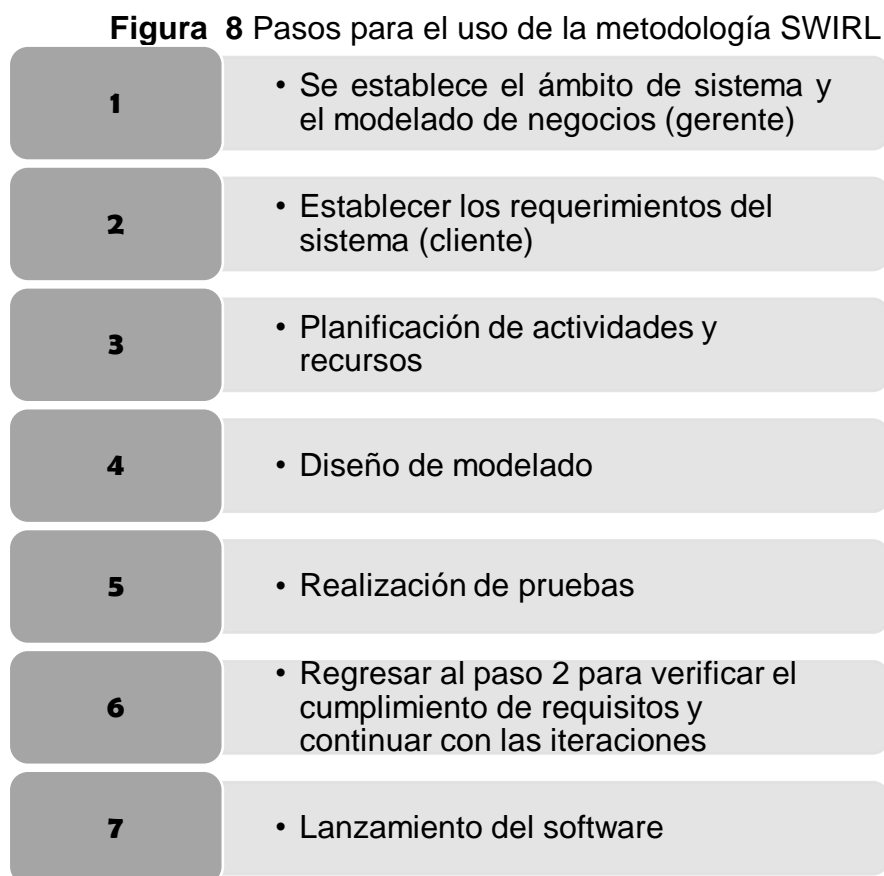 Figura 8 Pasos para el uso de la metodología SWIRL
1
• Se establece el ámbito de sistema y
el modelado de negocios (gerente)
2
• Establecer los requerimientos del
sistema (cliente)
3
• Planificación de actividades y
recursos
4
• Diseño de modelado
5
• Realización de pruebas
6
• Regresar al paso 2 para verificar el
cumplimiento de requisitos y
continuar con las iteraciones
7
• Lanzamiento del software